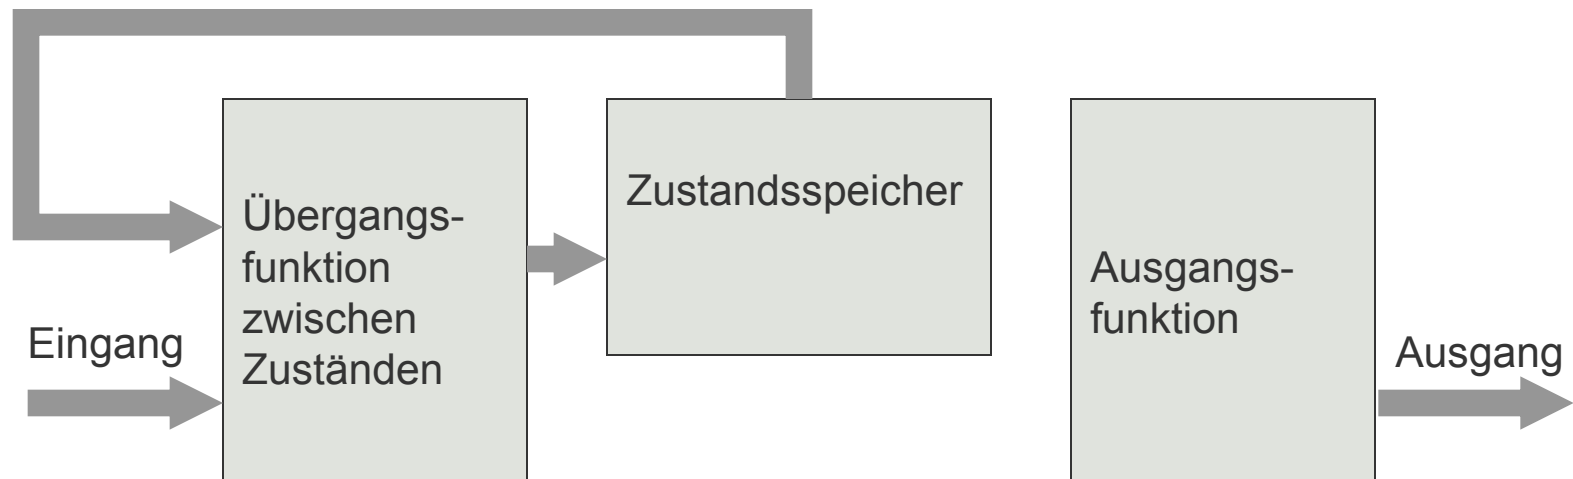 Eingang
Übergangs-
funktion
zwischen
Zuständen
Zustandsspeicher
Ausgangs-
funktion
Ausgang